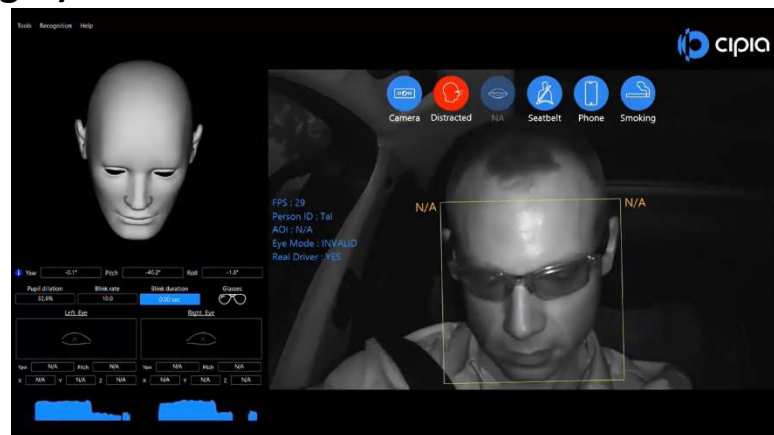 Tools Recognition Help
cipia
Camera Distracted NA Seatbelt Phone Smoking
FPS : 29
Person ID : Tal
AOI : N/A
Eye Mode : INVALID
Real Driver : YES
N/A N/A
Yaw -0.1° Pitch -40.2° Roll -1.8°
Pupil dilation Blink rate Blink duration Glasses
32.6% 10.0 0.00 sec
Left Eye Right Eye
Yaw N/A Pitch N/A Yaw N/A Pitch N/A
X N/A Y N/A Z N/A X N/A Y N/A Z N/A